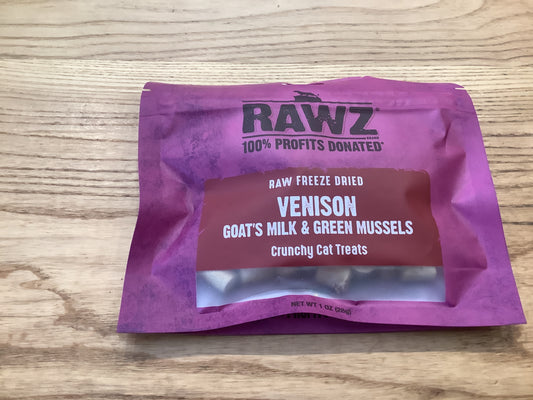 RAWZ
100% PROFITS DONATED
RAW FREEZE DRIED
VENISON
GOAT'S MILK & GREEN MUSSELS
Crunchy Cat Treats
NET WT 1 OZ (28g)